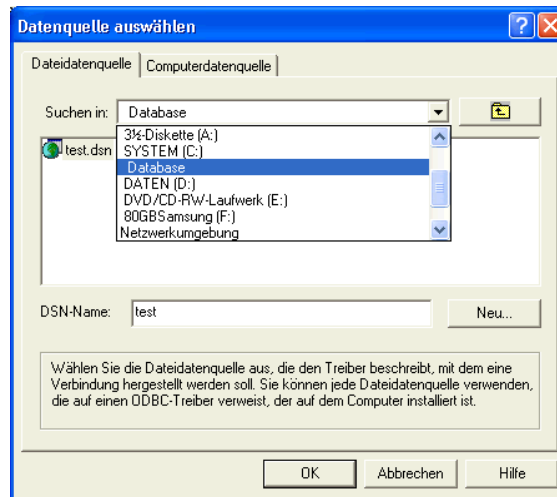 Datenquelle auswählen
Dateidatenquelle
Computerdatenquelle
Suchen in:
Database
test.dsn
3½-Diskette (A:)
SYSTEM (C:)
Database
DATEN (D:)
DVD/CD-RW-Laufwerk (E:)
80GBSamsung (F:)
Netzwerkumgebung
DSN-Name:
test
Neu...
Wählen Sie die Dateidatenquelle aus, die den Treiber beschreibt, mit dem eine
Verbindung hergestellt werden soll. Sie können jede Dateidatenquelle verwenden,
die auf einen ODBC-Treiber verweist, der auf dem Computer installiert ist.
OK
Abbrechen
Hilfe